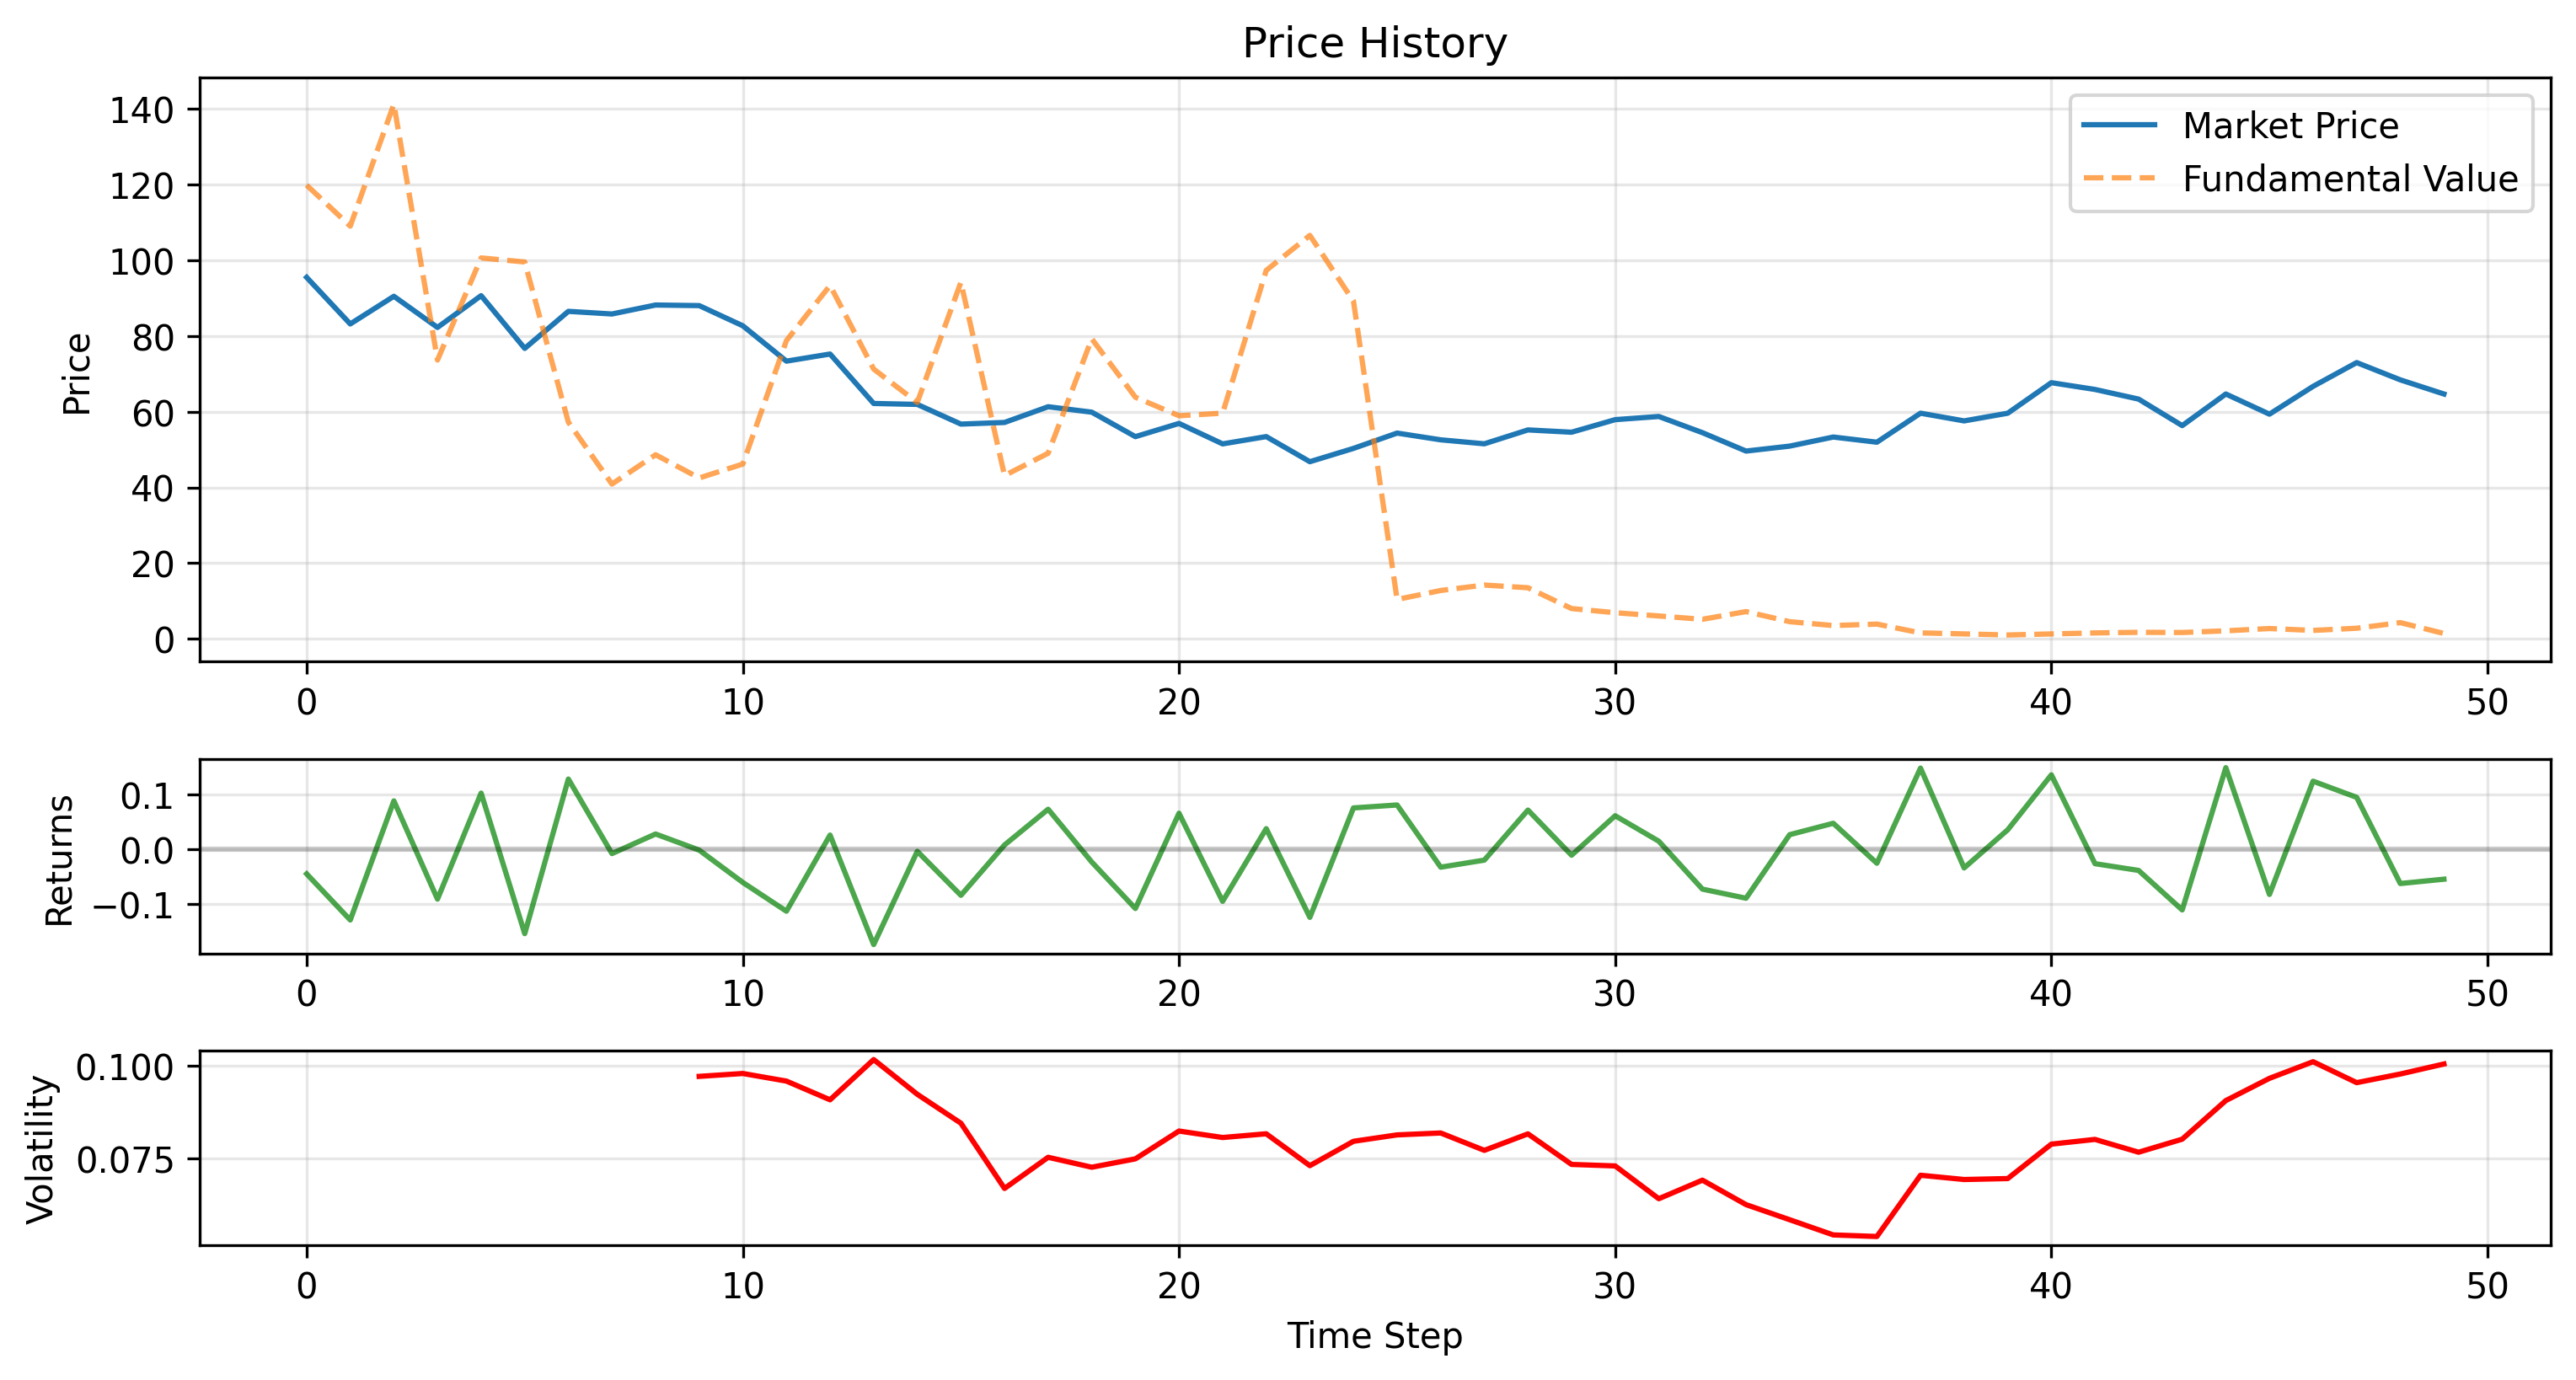 Price History
Price
140
120
100
80
60
40
20
0
Market Price
Fundamental Value
0 10 20 30 40 50
Returns
0.1
0.0
−0.1
0 10 20 30 40 50
Volatility
0.100
0.075
0 10 20 30 40 50
Time Step